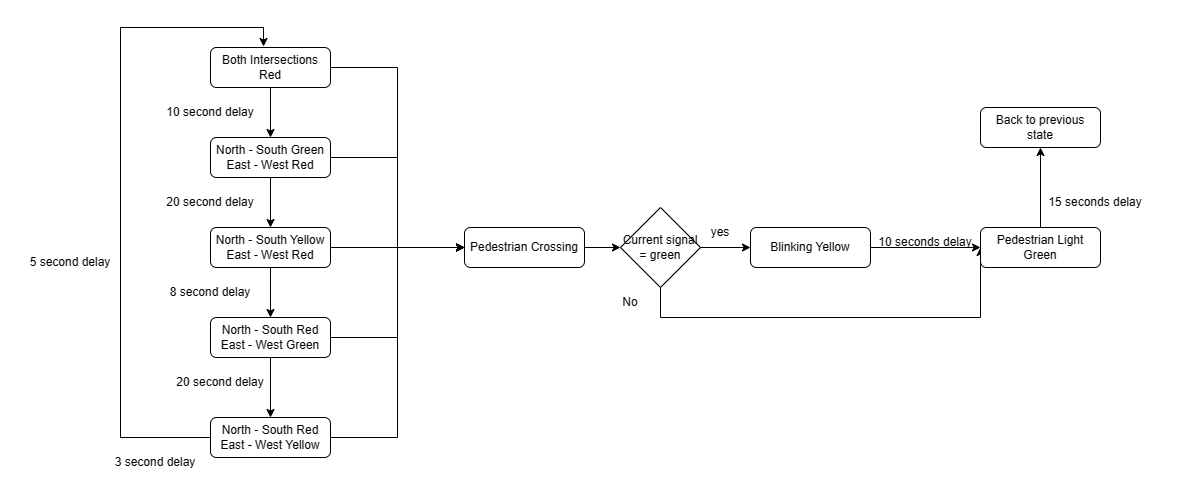 Both Intersections
Red
10 second delay
North - South Green
East - West Red
20 second delay
North - South Yellow
East - West Red
5 second delay
8 second delay
North - South Red
East - West Green
20 second delay
North - South Red
East - West Yellow
3 second delay
Pedestrian Crossing
Current signal
= green
yes
No
Blinking Yellow
10 seconds delay
Pedestrian Light
Green
15 seconds delay
Back to previous
state